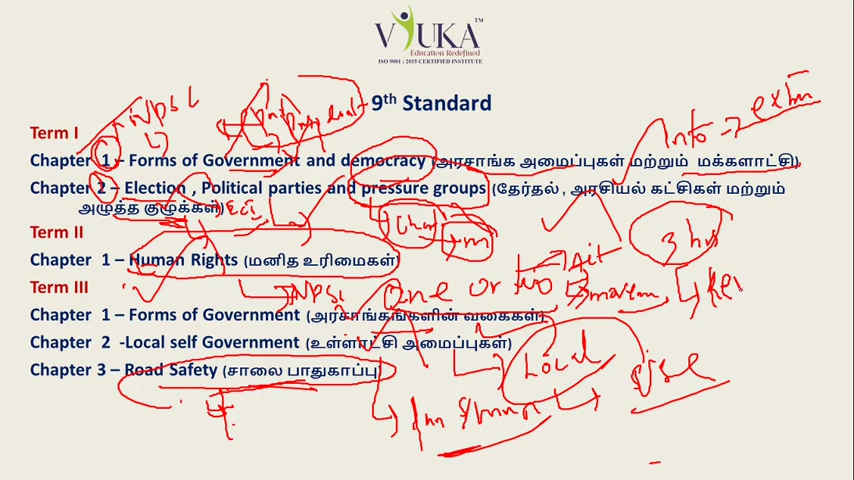 VIUKA™
Education Redefined
ISO 9001 : 2015 CERTIFIED INSTITUTE
9th Standard
Term I
Chapter 1 – Forms of Government and democracy (அரசாங்க அமைப்புகள் மற்றும் மக்களாட்சி)
Chapter 2 – Election , Political parties and pressure groups (தேர்தல் , அரசியல் கட்சிகள் மற்றும்
அழுத்த குழுக்கள்)
Term II
Chapter 1 – Human Rights (மனித உரிமைகள்)
Term III
Chapter 1 – Forms of Government (அரசாங்கங்களின் வகைகள்)
Chapter 2 -Local self Government (உள்ளாட்சி அமைப்புகள்)
Chapter 3 – Road Safety (சாலை பாதுகாப்பு)
3 hrs
One or two
Local